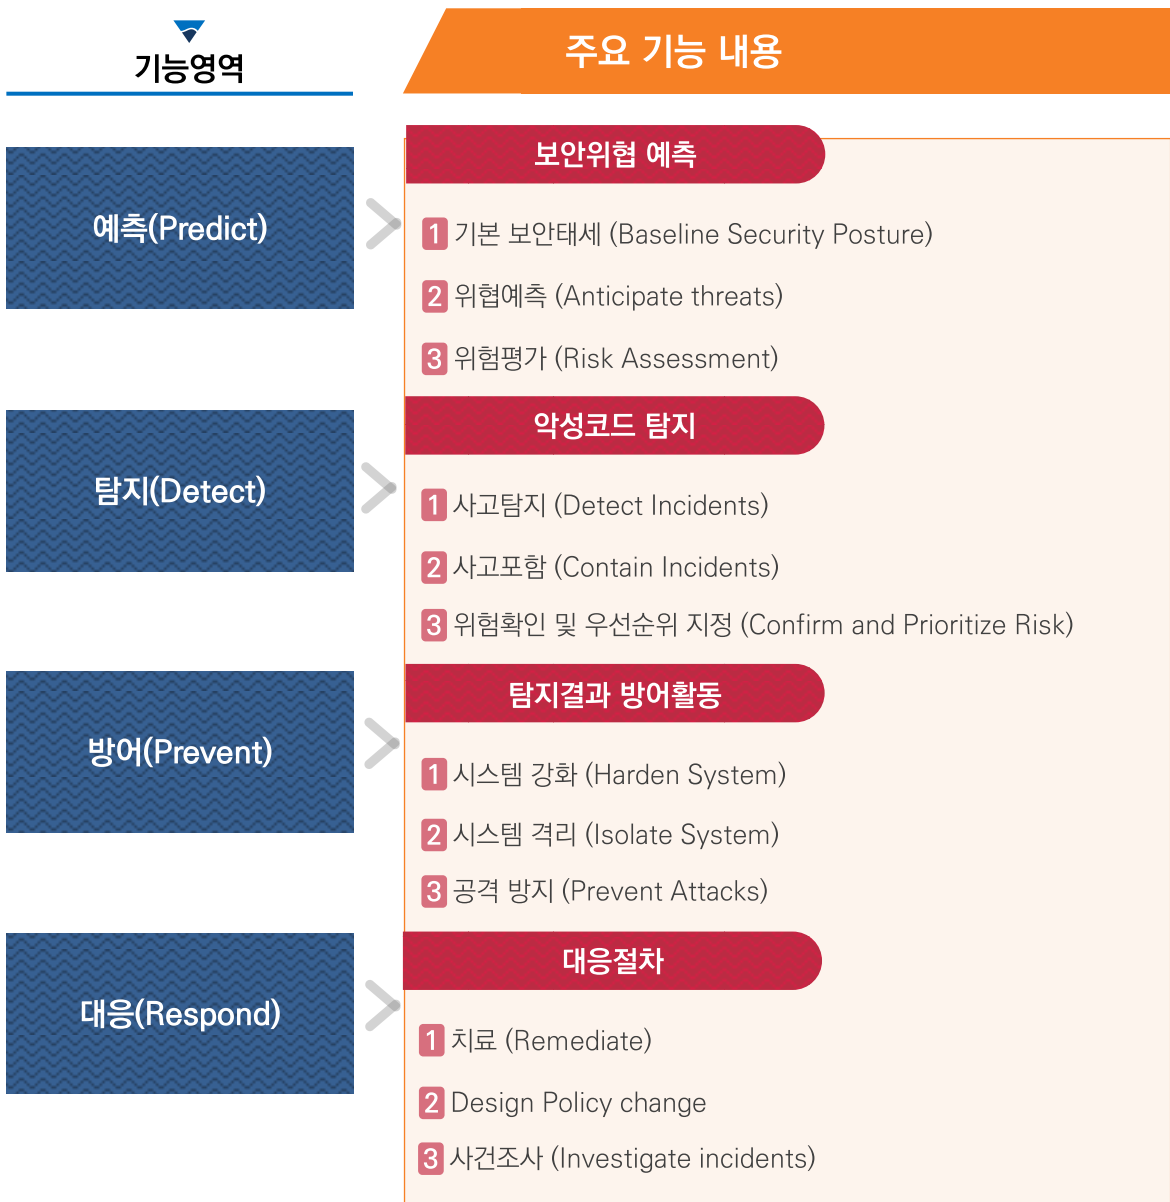 기능영역
주요 기능 내용
예측(Predict)
보안위협 예측
1 기본 보안태세 (Baseline Security Posture)
2 위협예측 (Anticipate threats)
3 위험평가 (Risk Assessment)
탐지(Detect)
악성코드 탐지
1 사고탐지 (Detect Incidents)
2 사고포함 (Contain Incidents)
3 위험확인 및 우선순위 지정 (Confirm and Prioritize Risk)
방어(Prevent)
탐지결과 방어활동
1 시스템 강화 (Harden System)
2 시스템 격리 (Isolate System)
3 공격 방지 (Prevent Attacks)
대응(Respond)
대응절차
1 치료 (Remediate)
2 Design Policy change
3 사건조사 (Investigate incidents)